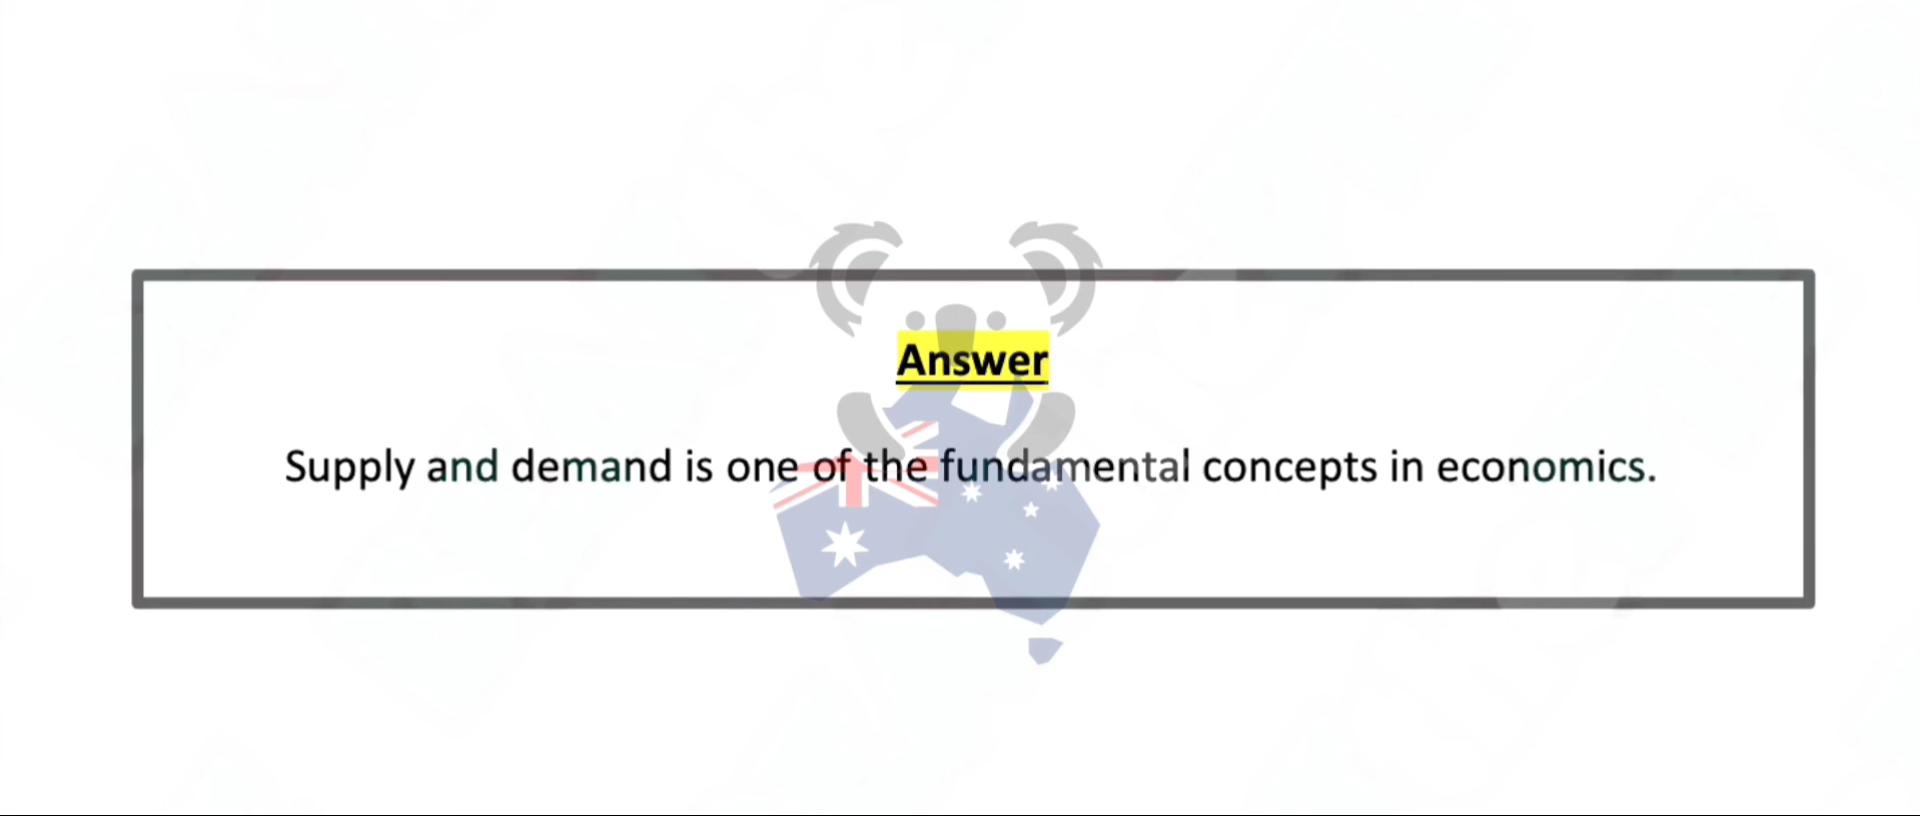 Answer
Supply and demand is one of the fundamental concepts in economics.